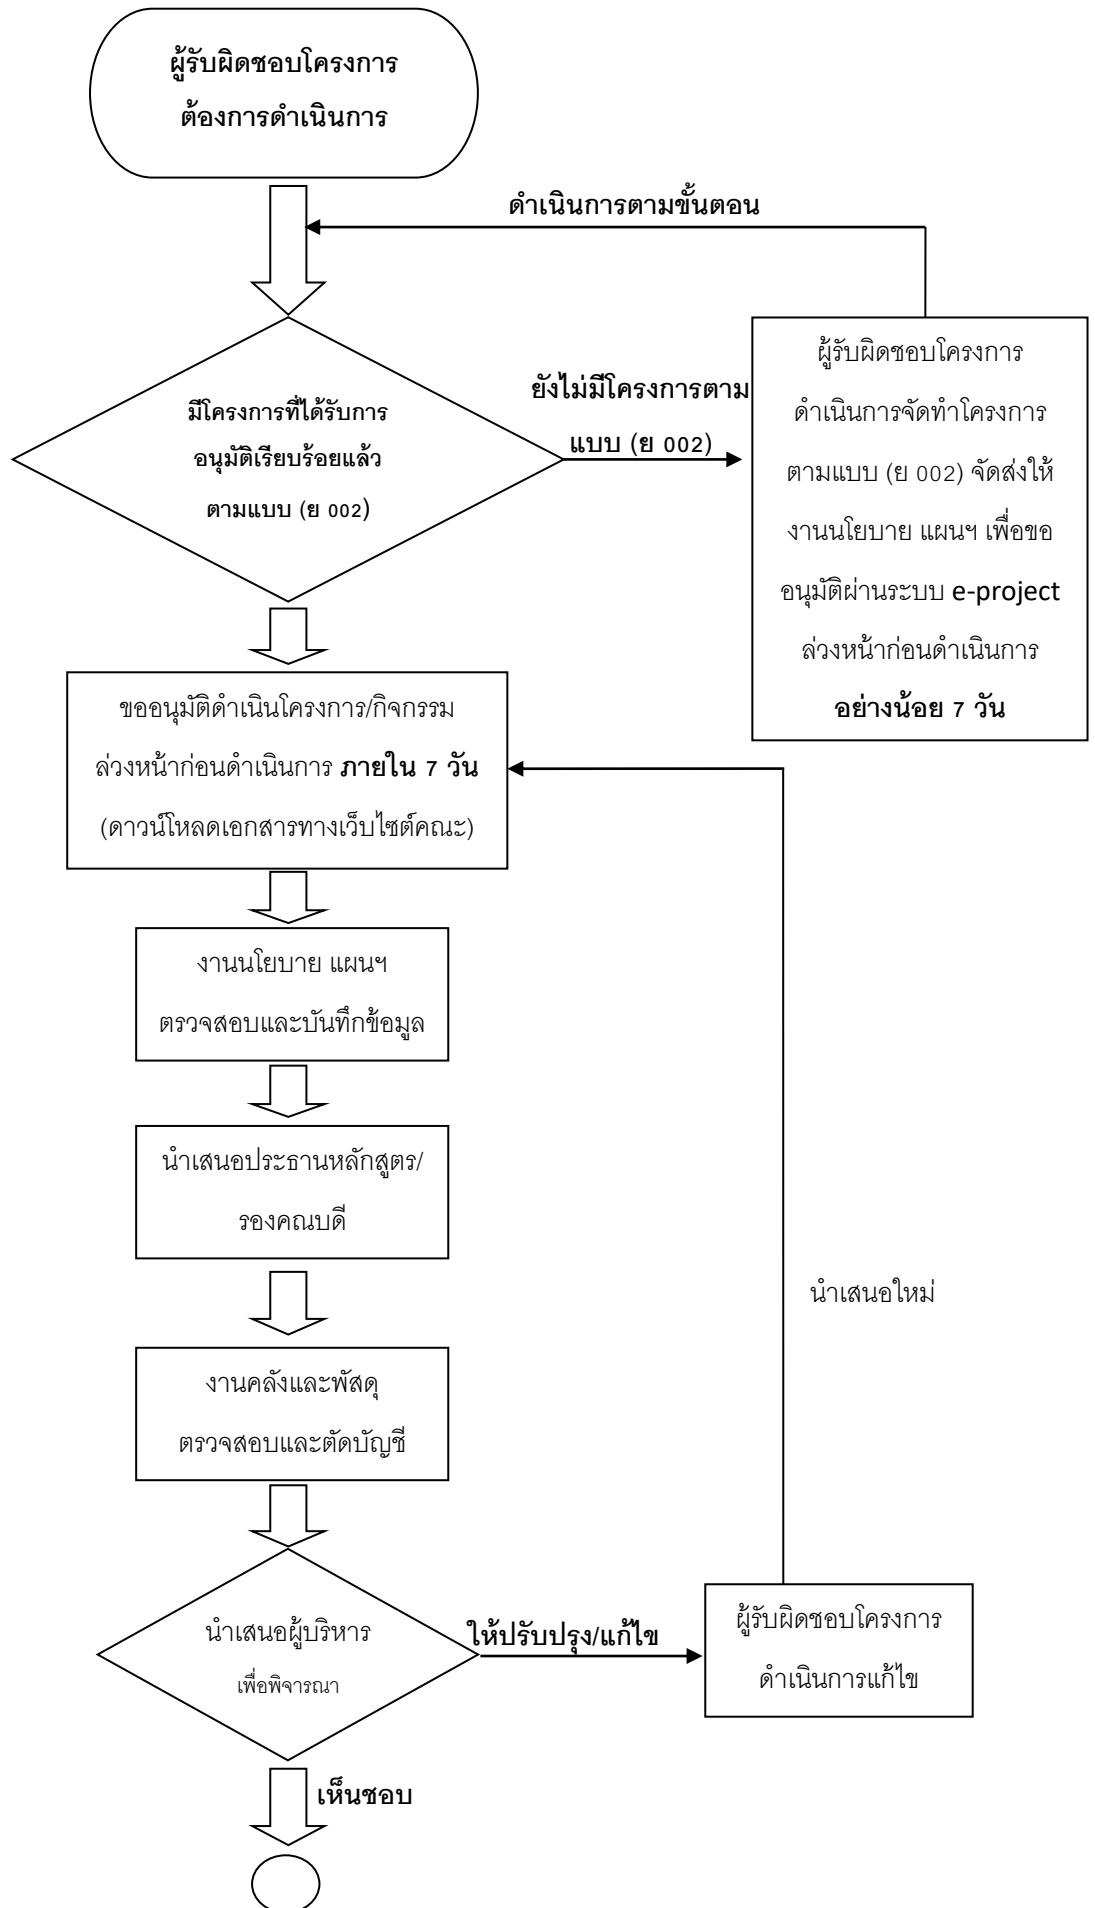 ผู้รับผิดชอบโครงการ
ต้องการดำเนินการ
ดำเนินการตามขั้นตอน
มีโครงการที่ได้รับการ
อนุมัติเรียบร้อยแล้ว
ตามแบบ (ย 002)
ยังไม่มีโครงการตาม
แบบ (ย 002)
ผู้รับผิดชอบโครงการ
ดำเนินการจัดทำโครงการ
ตามแบบ (ย 002) จัดส่งให้
งานนโยบาย แผนฯ เพื่อขอ
อนุมัติผ่านระบบ e-project
ล่วงหน้าก่อนดำเนินการ
อย่างน้อย 7 วัน
ขออนุมัติดำเนินโครงการ/กิจกรรม
ล่วงหน้าก่อนดำเนินการ ภายใน 7 วัน
(ดาวน์โหลดเอกสารทางเว็บไซต์คณะ)
งานนโยบาย แผนฯ
ตรวจสอบและบันทึกข้อมูล
นำเสนอประธานหลักสูตร/
รองคณบดี
นำเสนอใหม่
งานคลังและพัสดุ
ตรวจสอบและตัดบัญชี
นำเสนอผู้บริหาร
เพื่อพิจารณา
ให้ปรับปรุง/แก้ไข
ผู้รับผิดชอบโครงการ
ดำเนินการแก้ไข
เห็นชอบ